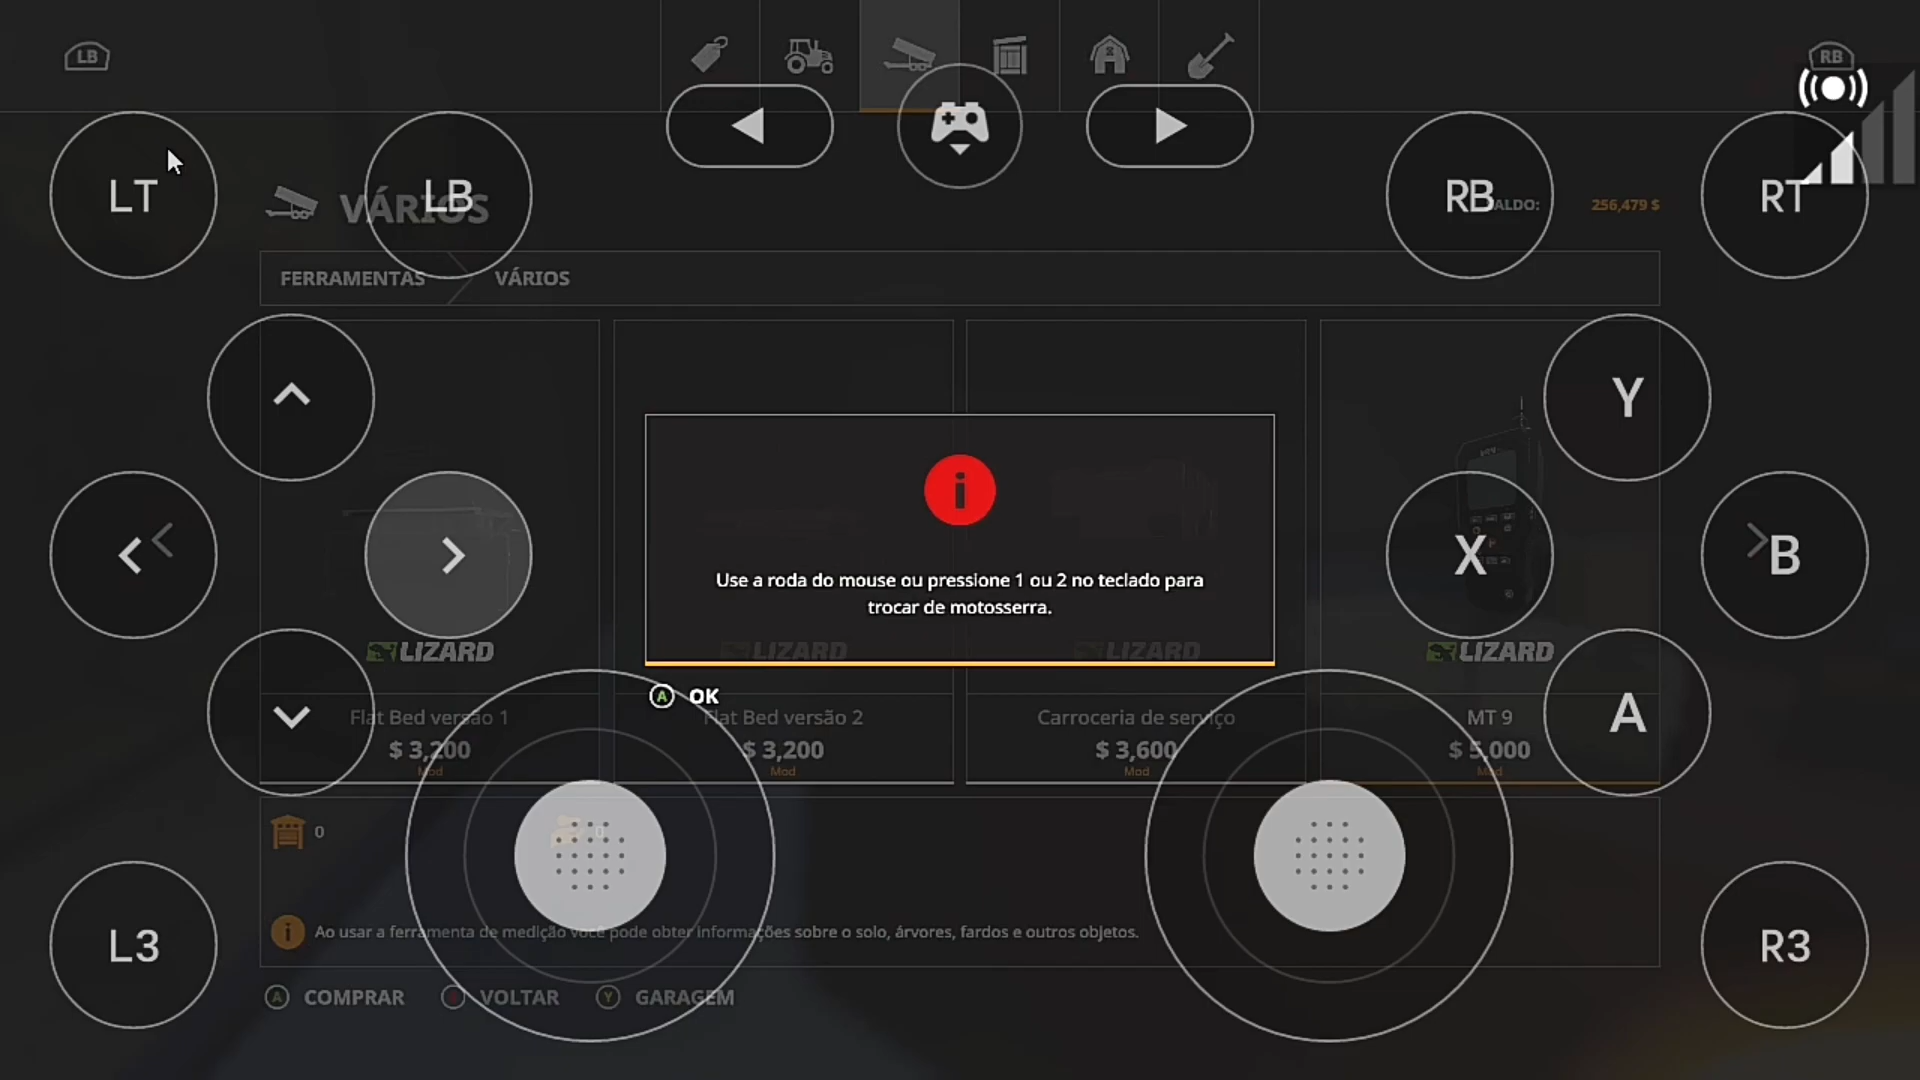 LB
RB
LT
LB
RB
RT
VÁRIOS
ALDO:
256,479 $
FERRAMENTAS
VÁRIOS
Y
X
B
Use a roda do mouse ou pressione 1 ou 2 no teclado para
trocar de motosserra.
LIZARD
LIZARD
LIZARD
LIZARD
A OK
Flat Bed versão 1
Flat Bed versão 2
Carroceria de serviço
MT 9
A
$ 3,200
$ 3,200
$ 3,600
$ 5,000
Mod
Mod
Mod
Mod
0
0
L3
Ao usar a ferramenta de medição você pode obter informações sobre o solo, árvores, fardos e outros objetos.
R3
A COMPRAR
VOLTAR
Y GARAGEM